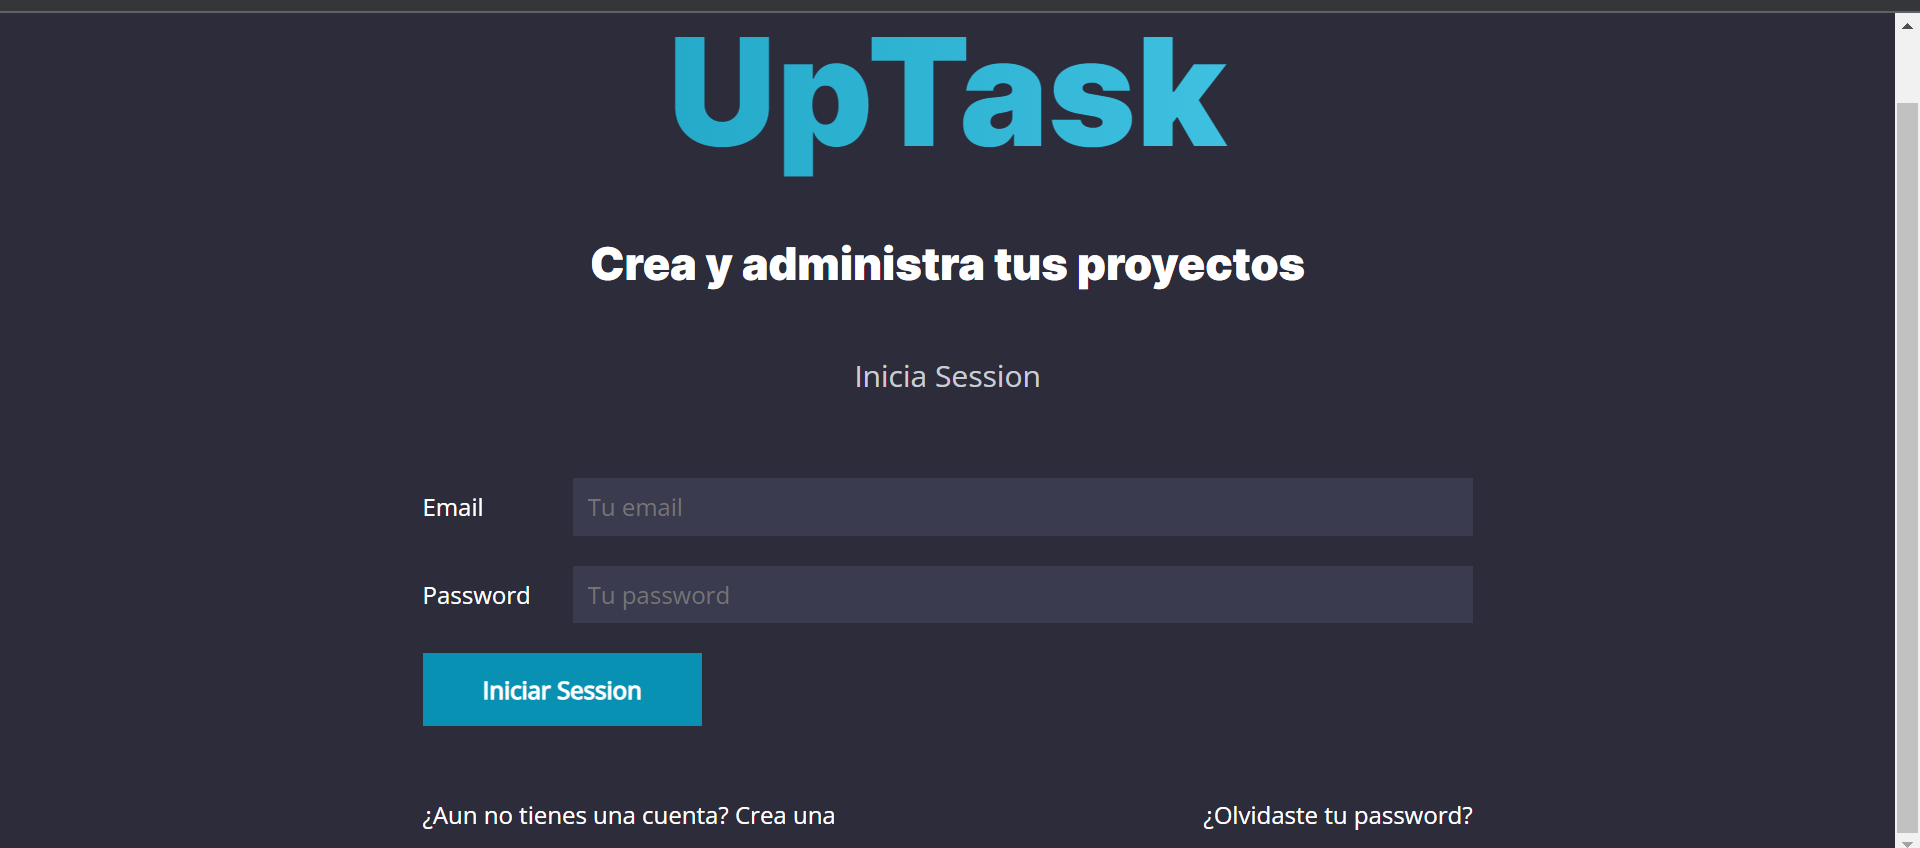 UpTask
Crea y administra tus proyectos
Inicia Session
Email
Tu email
Password
Tu password
Iniciar Session
¿Aun no tienes una cuenta? Crea una
¿Olvidaste tu password?